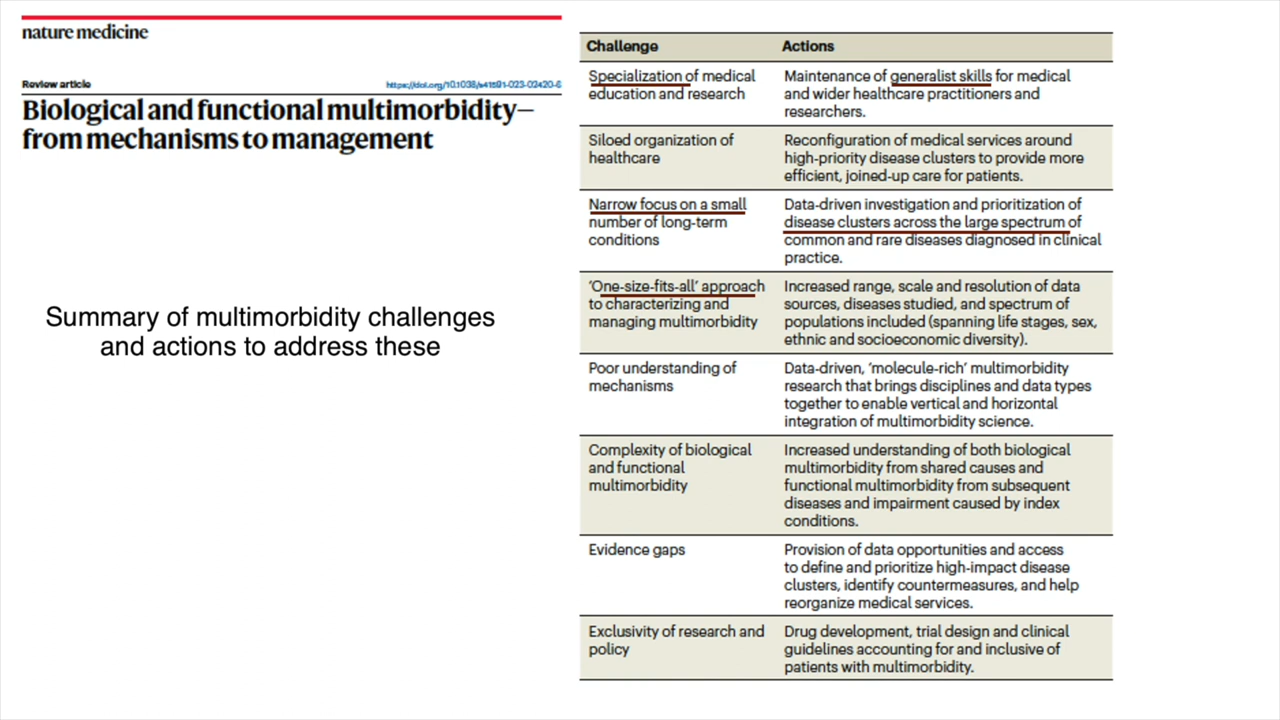 nature medicine
Review article
https://doi.org/10.1038/s41591-023-02420-6
Biological and functional multimorbidity—
from mechanisms to management
Summary of multimorbidity challenges
and actions to address these
Challenge
Actions
Specialization of medical
education and research
Maintenance of generalist skills for medical
and wider healthcare practitioners and
researchers.
Siloed organization of
healthcare
Reconfiguration of medical services around
high-priority disease clusters to provide more
efficient, joined-up care for patients.
Narrow focus on a small
number of long-term
conditions
Data-driven investigation and prioritization of
disease clusters across the large spectrum of
common and rare diseases diagnosed in clinical
practice.
‘One-size-fits-all’ approach
to characterizing and
managing multimorbidity
Increased range, scale and resolution of data
sources, diseases studied, and spectrum of
populations included (spanning life stages, sex,
ethnic and socioeconomic diversity).
Poor understanding of
mechanisms
Data-driven, ‘molecule-rich’ multimorbidity
research that brings disciplines and data types
together to enable vertical and horizontal
integration of multimorbidity science.
Complexity of biological
and functional
multimorbidity
Increased understanding of both biological
multimorbidity from shared causes and
functional multimorbidity from subsequent
diseases and impairment caused by index
conditions.
Evidence gaps
Provision of data opportunities and access
to define and prioritize high-impact disease
clusters, identify countermeasures, and help
reorganize medical services.
Exclusivity of research and
policy
Drug development, trial design and clinical
guidelines accounting for and inclusive of
patients with multimorbidity.